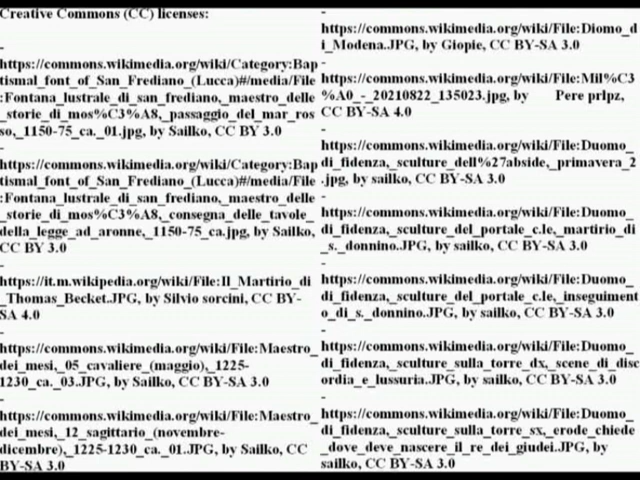 Creative Commons (CC) licenses:
-
https://commons.wikimedia.org/wiki/Category:Bap
tismal_font_of_San_Frediano_(Lucca)#/media/File
:Fontana_lustrale_di_san_frediano,_maestro_delle
_storie_di_mos%C3%A8,_passaggio_del_mar_ros
so,_1150-75_ca._01.jpg, by Sailko, CC BY 3.0
-
https://commons.wikimedia.org/wiki/Category:Bap
tismal_font_of_San_Frediano_(Lucca)#/media/File
:Fontana_lustrale_di_san_frediano,_maestro_delle
_storie_di_mos%C3%A8,_consegna_delle_tavole_
della_legge_ad_aronne,_1150-75_ca.jpg, by Sailko,
CC BY 3.0
-
https://it.m.wikipedia.org/wiki/File:Il_Martirio_di
_Thomas_Becket.JPG, by Silvio sorcini, CC BY-
SA 4.0
-
https://commons.wikimedia.org/wiki/File:Maestro_
dei_mesi,_05_cavaliere_(maggio),_1225-
1230_ca._03.JPG, by Sailko, CC BY-SA 3.0
-
https://commons.wikimedia.org/wiki/File:Maestro_
dei_mesi,_12_sagittario_(novembre-
dicembre),_1225-1230_ca._01.JPG, by Sailko, CC
BY-SA 3.0
-
https://commons.wikimedia.org/wiki/File:Diomo_d
i_Modena.JPG, by Giopie, CC BY-SA 3.0
-
https://commons.wikimedia.org/wiki/File:Mil%C3
%A0_-_20210822_135023.jpg, by Pere prlpz,
CC BY-SA 4.0
-
https://commons.wikimedia.org/wiki/File:Duomo_
di_fidenza,_sculture_dell%27abside,_primavera_2
.jpg, by sailko, CC BY-SA 3.0
-
https://commons.wikimedia.org/wiki/File:Duomo_
di_fidenza,_sculture_del_portale_c.le,_martirio_di
_s._donnino.JPG, by sailko, CC BY-SA 3.0
-
https://commons.wikimedia.org/wiki/File:Duomo_
di_fidenza,_sculture_del_portale_c.le,_inseguiment
o_di_s._donnino.JPG, by sailko, CC BY-SA 3.0
-
https://commons.wikimedia.org/wiki/File:Duomo_
di_fidenza,_sculture_sulla_torre_dx,_scene_di_disc
ordia_e_lussuria.JPG, by sailko, CC BY-SA 3.0
-
https://commons.wikimedia.org/wiki/File:Duomo_
di_fidenza,_sculture_sulla_torre_sx,_erode_chiede
_dove_deve_nascere_il_re_dei_giudei.JPG, by
sailko, CC BY-SA 3.0